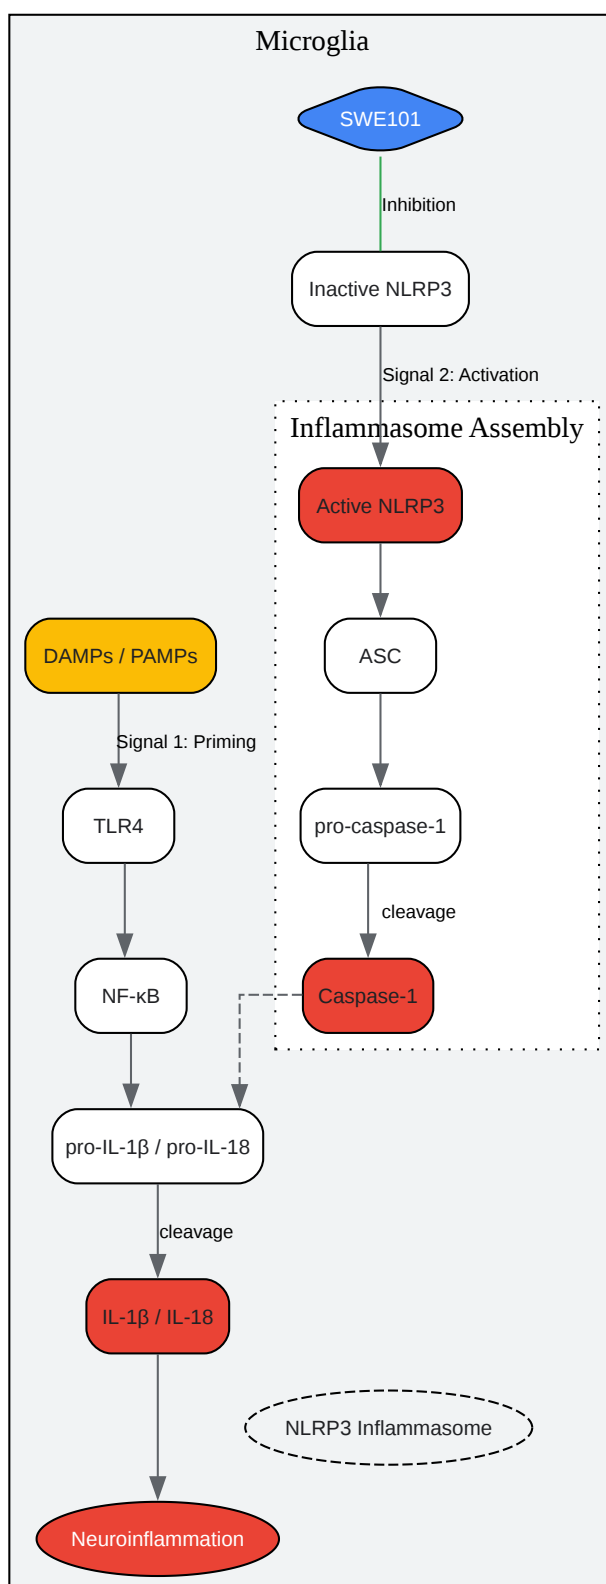 Microglia
SWE101
Inhibition
Inactive NLRP3
Signal 2: Activation
Inflammasome Assembly
Active NLRP3
DAMPs / PAMPs
ASC
Signal 1: Priming
TLR4
pro-caspase-1
cleavage
NF-κB
Caspase-1
pro-IL-1β / pro-IL-18
cleavage
IL-1β / IL-18
NLRP3 Inflammasome
Neuroinflammation